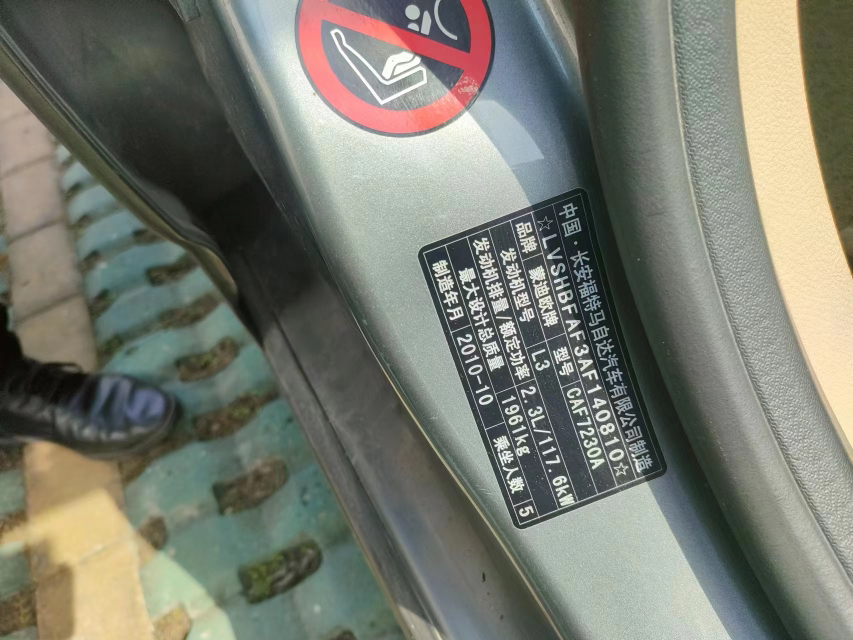 中国·长安福特马自达汽车有限公司制造
☆LVSHBFAF3AF140810☆
品牌 蒙迪欧牌 型号 CAF7230A
发动机型号 L3
发动机排量/额定功率 2.3L/117.6kW
最大设计总质量 1961kg
制造年月 2010-10 乘坐人数 5